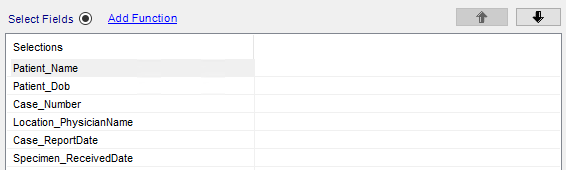 Select Fields Add Function
Selections
Patient_Name
Patient_Dob
Case_Number
Location_PhysicianName
Case_ReportDate
Specimen_ReceivedDate